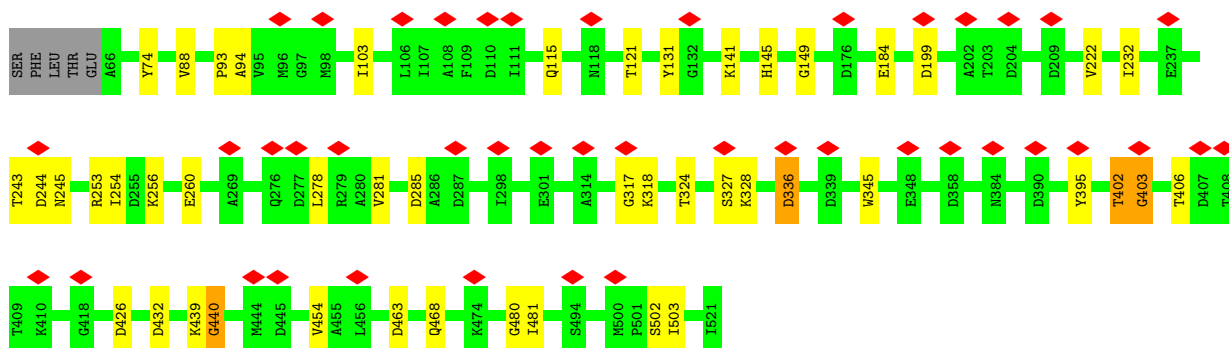 SER PHE LEU THR GLU A66 Y74 V88 P93 A94 V95 M96 G97 M98 I103 L106 I107 A108 F109 D110 I111 Q115 N118 T121 Y131 G132 K141 H145 G149 D176 E184 D199 A202 T203 D204 D209 V222 I232 E237
T243 D244 N245 R253 I254 D255 K256 E260 A269 Q276 D277 L278 R279 A280 V281 D285 A286 D287 I298 E301 A314 G317 K318 T324 S327 K328 D336 D339 W345 E348 D358 N384 D390 Y395 T402 G403 T406 D407 T408
T409 K410 G418 D426 D432 K439 G440 M444 D445 V454 A455 L456 D463 Q468 K474 G480 I481 S494 M500 P501 S502 I503 I521